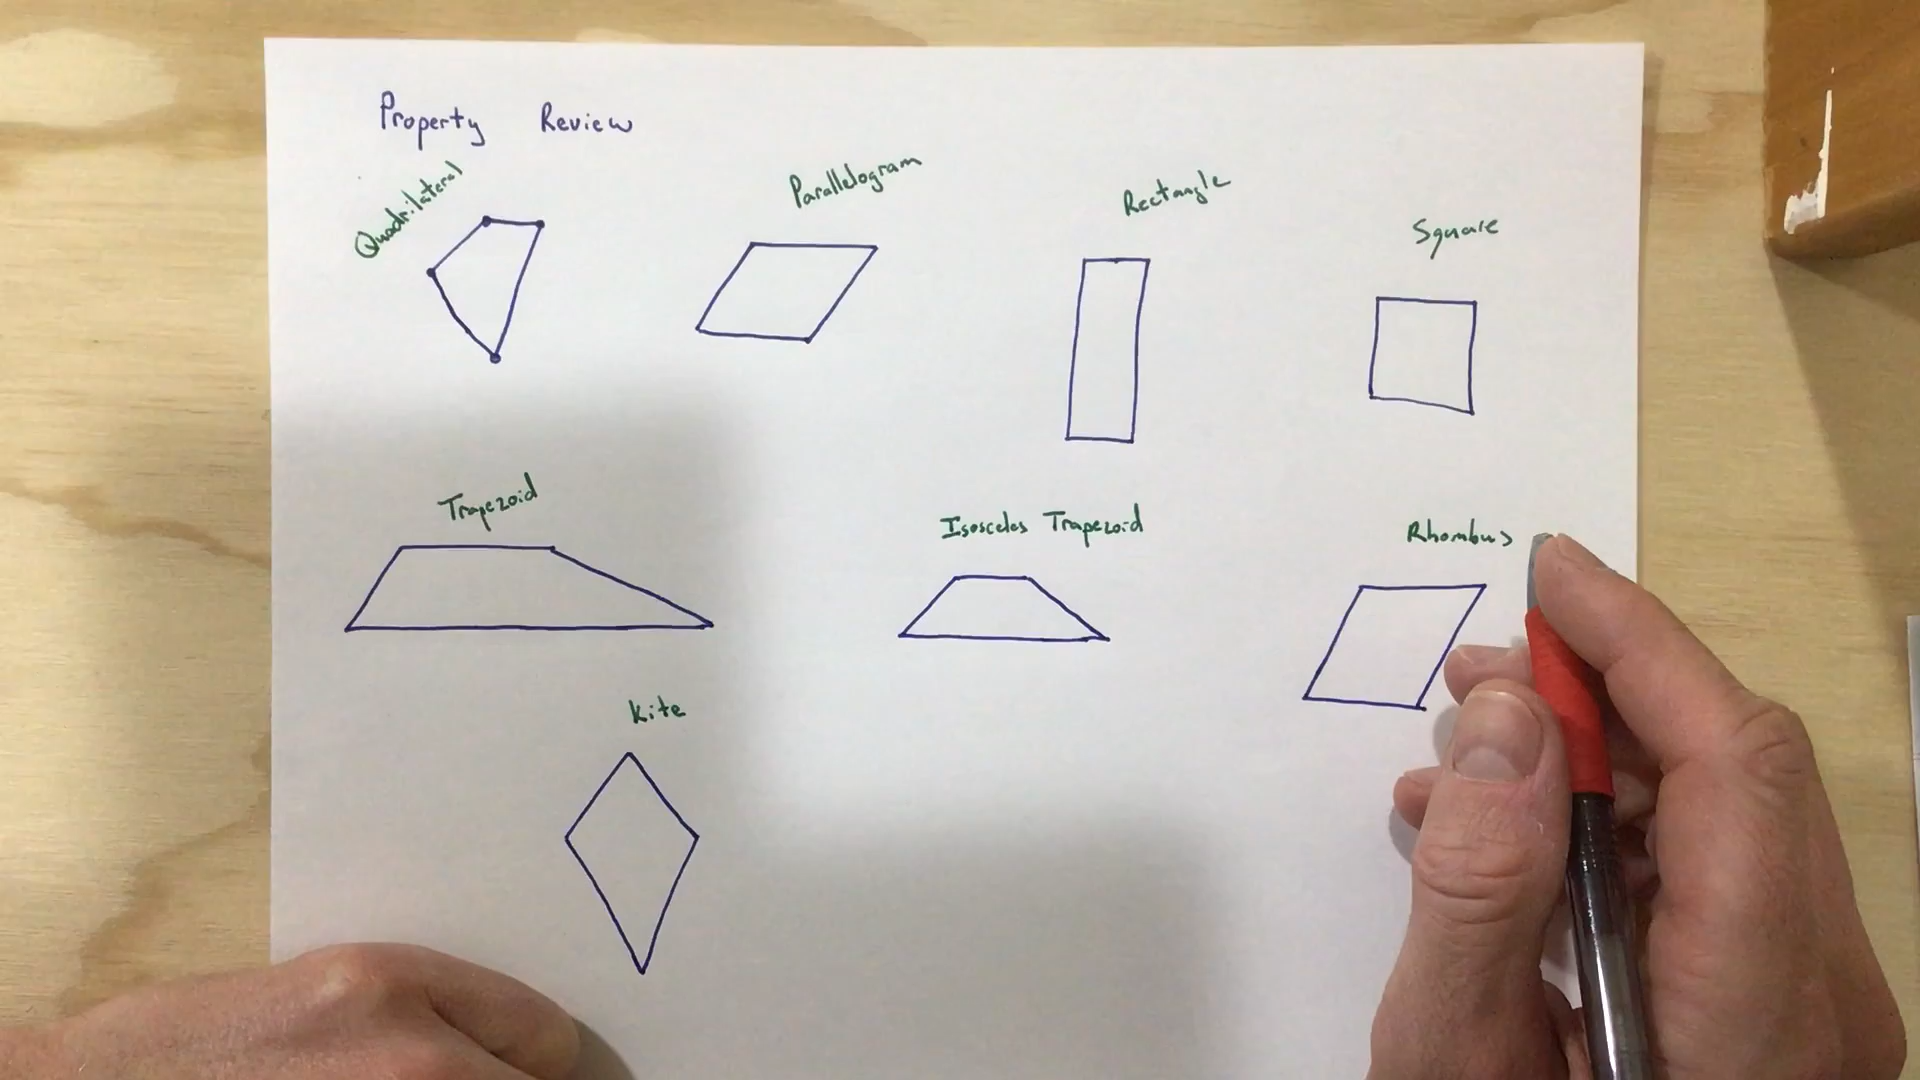 Property Review
Quadrilateral
Parallelogram
Rectangle
Square
Trapezoid
Isosceles Trapezoid
Rhombus
Kite